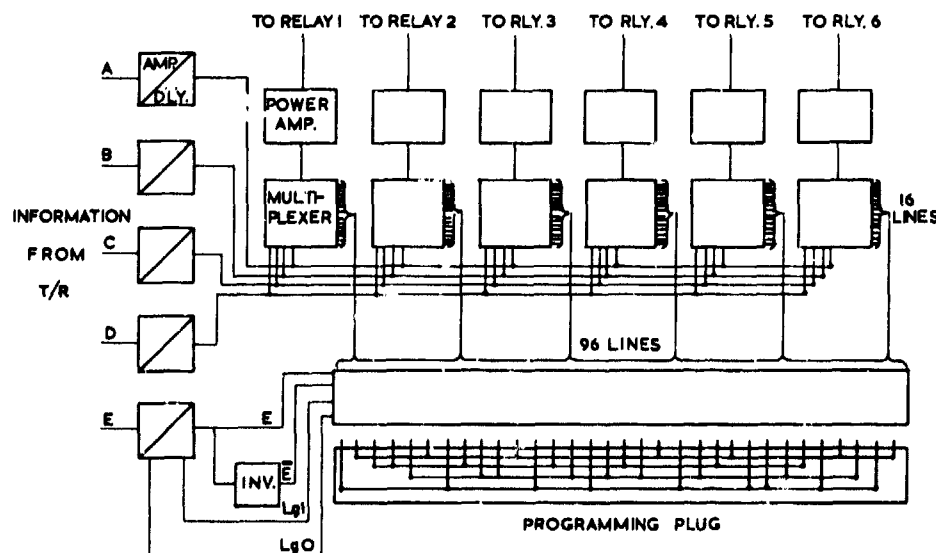 TO RELAY 1 TO RELAY 2 TO RLY. 3 TO RLY. 4 TO RLY. 5 TO RLY. 6
A
AMP.
DLY.
POWER
AMP.
B
MULTI-
PLEXER
16
LINES
INFORMATION
FROM
T/R
C
D
96 LINES
E
E
INV.
E̅
Lg1
LgO
PROGRAMMING PLUG